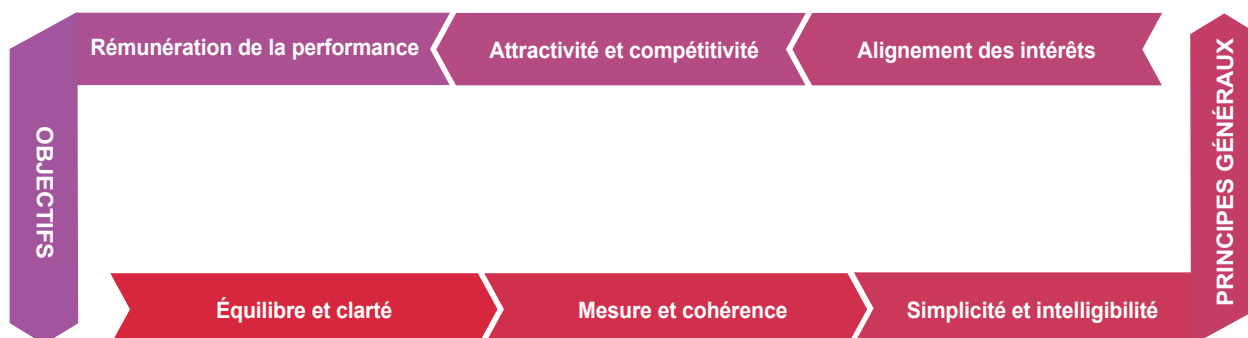 OBJECTIFS
Rémunération de la performance
Attractivité et compétitivité
Alignement des intérêts
PRINCIPES GÉNÉRAUX
Équilibre et clarté
Mesure et cohérence
Simplicité et intelligibilité